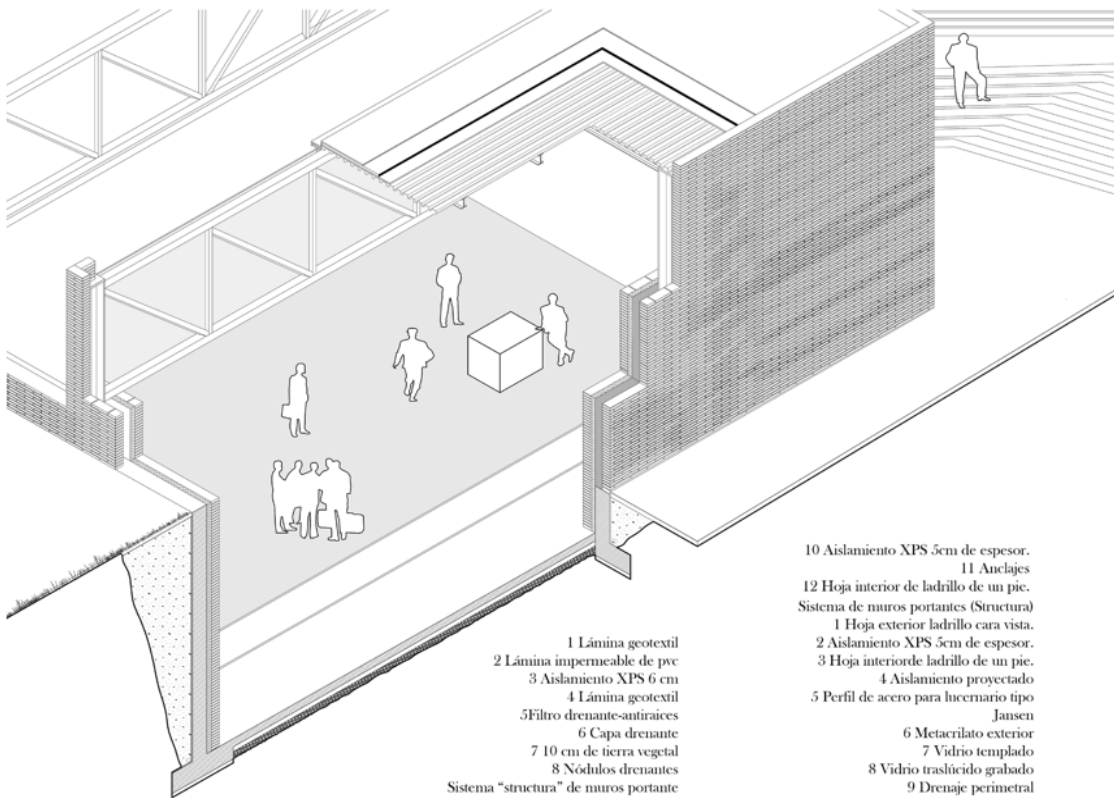 1 Lámina geotextil
2 Lámina impermeable de pvc
3 Aislamiento XPS 6 cm
4 Lámina geotextil
5Filtro drenante-antiraices
6 Capa drenante
7 10 cm de tierra vegetal
8 Nódulos drenantes
Sistema “structura” de muros portante
10 Aislamiento XPS 5cm de espesor.
11 Anclajes
12 Hoja interior de ladrillo de un pie.
Sistema de muros portantes (Structura)
1 Hoja exterior ladrillo cara vista.
2 Aislamiento XPS 5cm de espesor.
3 Hoja interiorde ladrillo de un pie.
4 Aislamiento proyectado
5 Perfil de acero para lucernario tipo
Jansen
6 Metacrilato exterior
7 Vidrio templado
8 Vidrio traslúcido grabado
9 Drenaje perimetral